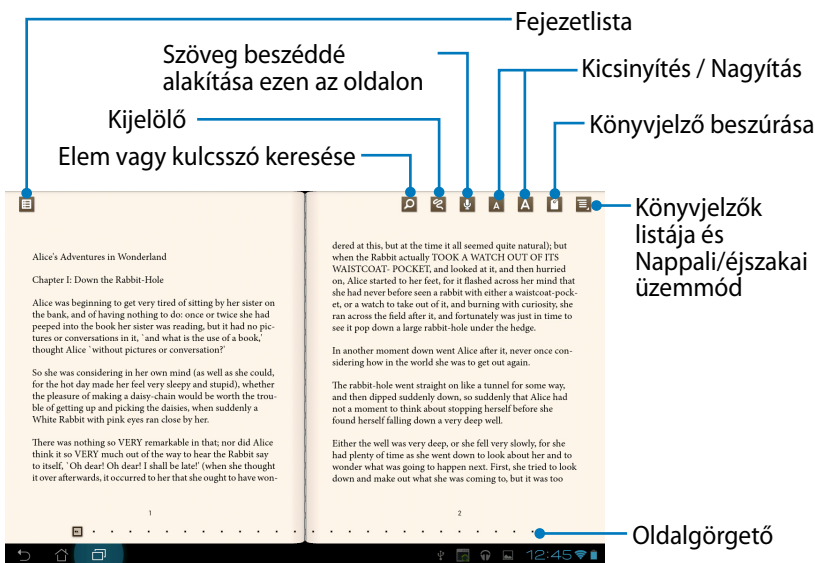 Fejezetlista
Szöveg beszéddé
alakítása ezen az oldalon
Kicsinyítés / Nagyítás
Kijelölő
Könyvjelző beszúrása
Elem vagy kulcsszó keresése
A
A
Könyvjelzők
listája és
Nappali/éjszakai
üzemmód
Alice's Adventures in Wonderland
Chapter I: Down the Rabbit-Hole
Alice was beginning to get very tired of sitting by her sister on
the bank, and of having nothing to do: once or twice she had
peeped into the book her sister was reading, but it had no pic-
tures or conversations in it, `and what is the use of a book,'
thought Alice `without pictures or conversation?'
So she was considering in her own mind (as well as she could,
for the hot day made her feel very sleepy and stupid), whether
the pleasure of making a daisy-chain would be worth the trou-
ble of getting up and picking the daisies, when suddenly a
White Rabbit with pink eyes ran close by her.
There was nothing so VERY remarkable in that; nor did Alice
think it so VERY much out of the way to hear the Rabbit say
to itself, `Oh dear! Oh dear! I shall be late!' (when she thought
it over afterwards, it occurred to her that she ought to have won-
1
dered at this, but at the time it all seemed quite natural); but
when the Rabbit actually TOOK A WATCH OUT OF ITS
WAISTCOAT- POCKET, and looked at it, and then hurried
on, Alice started to her feet, for it flashed across her mind that
she had never before seen a rabbit with either a waistcoat-pock-
et, or a watch to take out of it, and burning with curiosity, she
ran across the field after it, and fortunately was just in time to
see it pop down a large rabbit-hole under the hedge.
In another moment down went Alice after it, never once con-
sidering how in the world she was to get out again.
The rabbit-hole went straight on like a tunnel for some way,
and then dipped suddenly down, so suddenly that Alice had
not a moment to think about stopping herself before she
found herself falling down a very deep well.
Either the well was very deep, or she fell very slowly, for she
had plenty of time as she went down to look about her and to
wonder what was going to happen next. First, she tried to look
down and make out what she was coming to, but it was too
2
Oldalgörgető
12:45